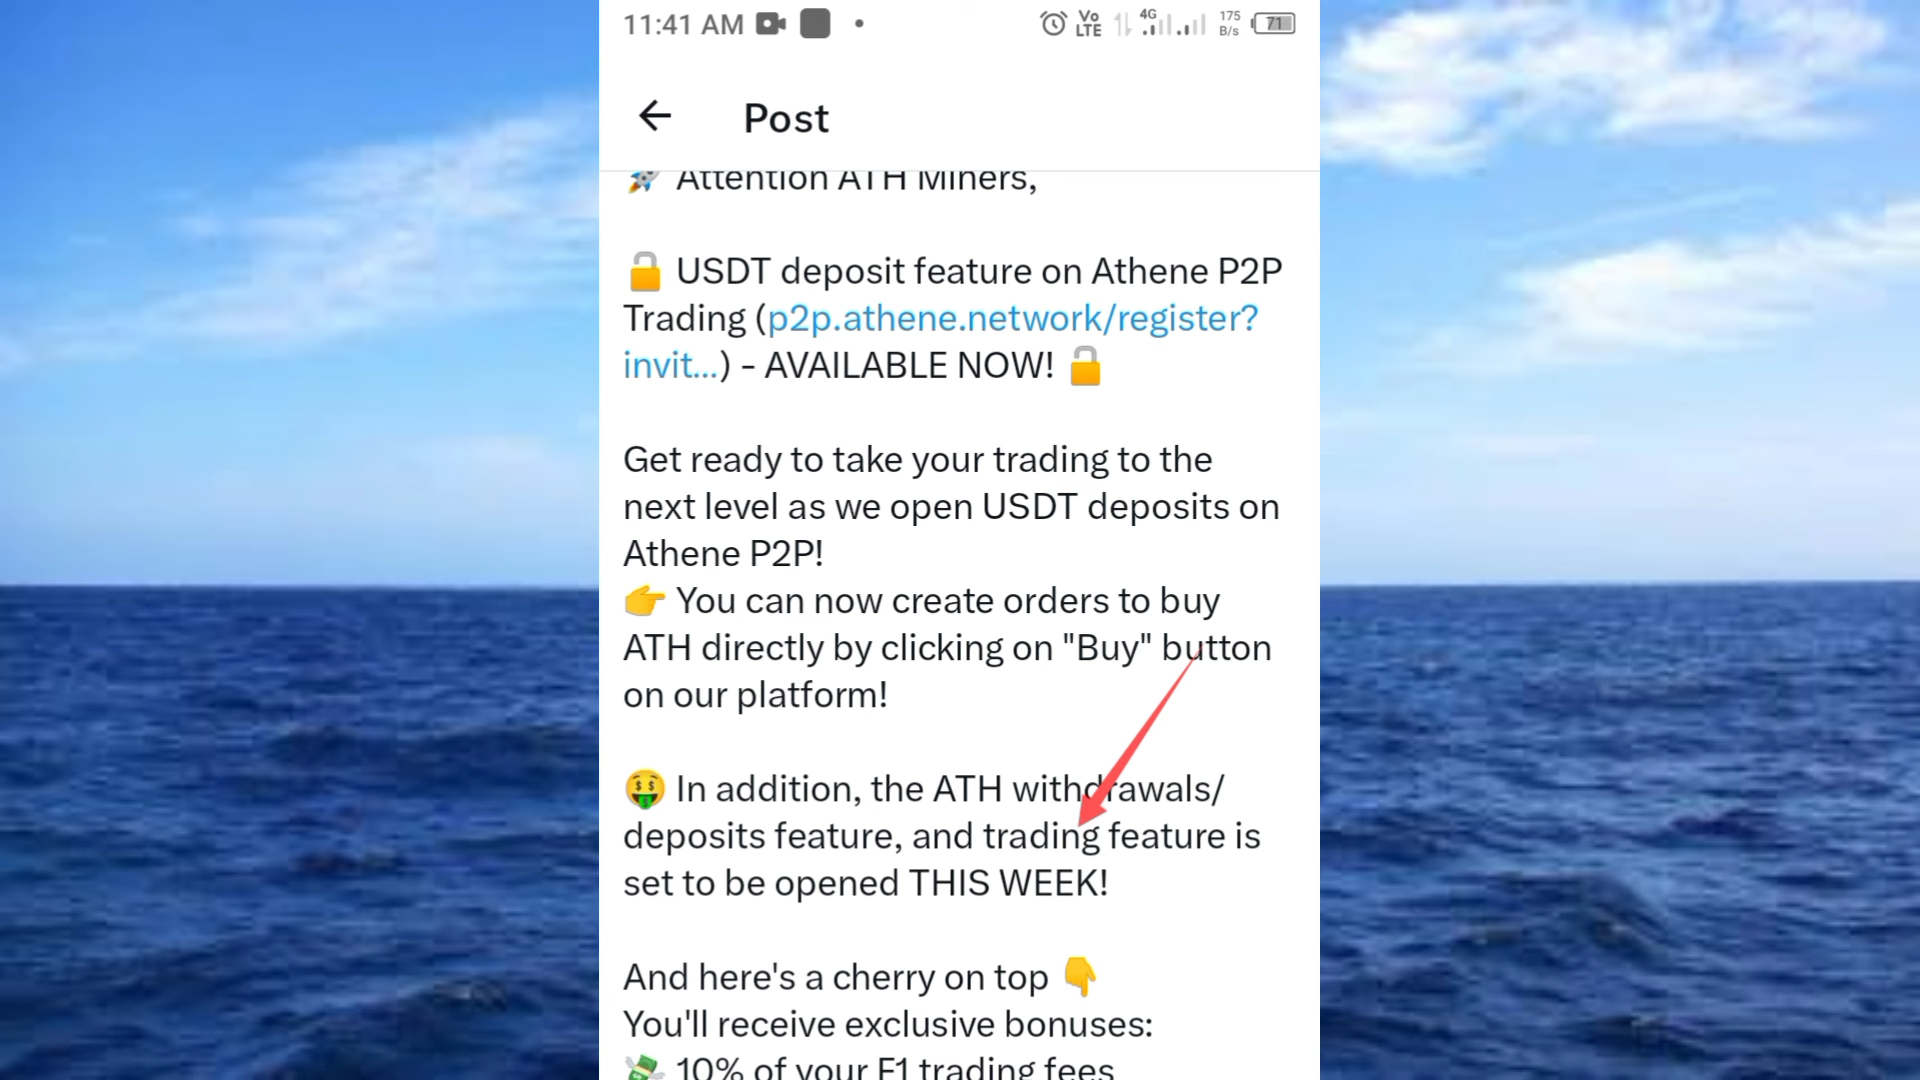 11:41 AM
Vo
LTE
4G
175
B/s
71
Post
Attention ATH Miners,
USDT deposit feature on Athene P2P
Trading (p2p.athene.network/register?
invit...) - AVAILABLE NOW!
Get ready to take your trading to the
next level as we open USDT deposits on
Athene P2P!
You can now create orders to buy
ATH directly by clicking on "Buy" button
on our platform!
In addition, the ATH withdrawals/
deposits feature, and trading feature is
set to be opened THIS WEEK!
And here's a cherry on top
You'll receive exclusive bonuses:
10% of your F1 trading fees